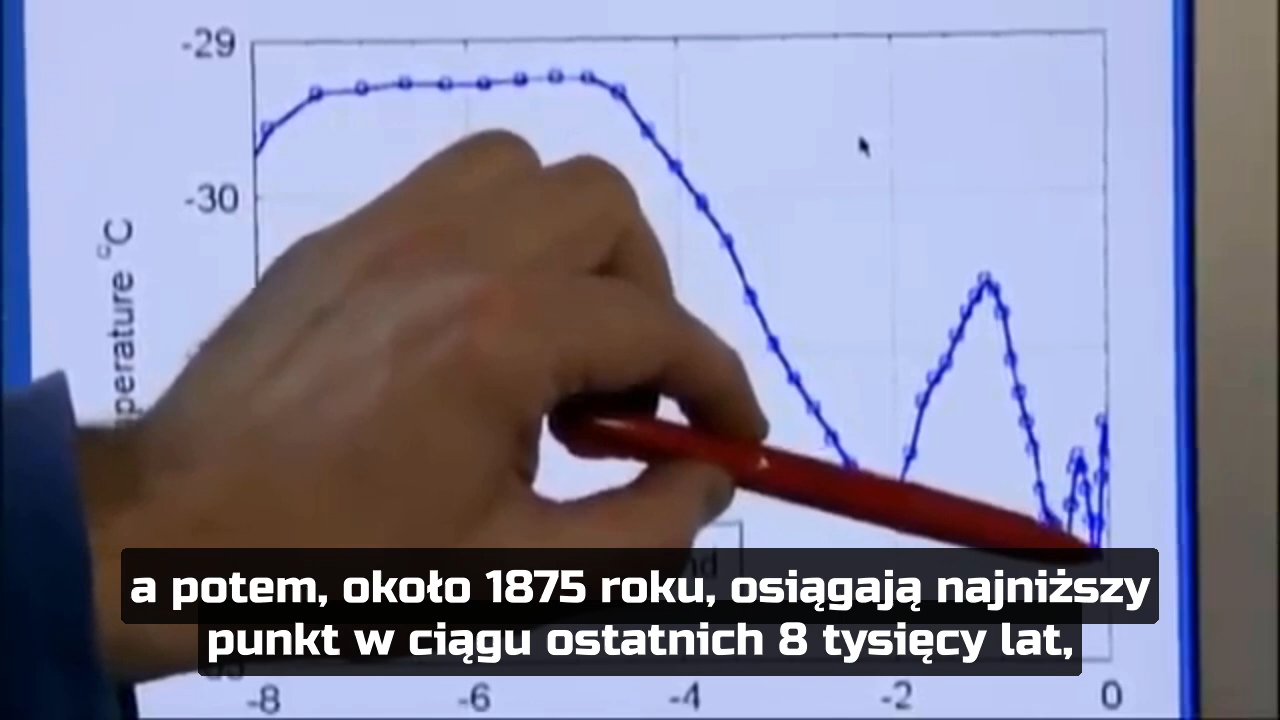 -29
-30
perature °C
a potem, około 1875 roku, osiągają najniższy
punkt w ciągu ostatnich 8 tysięcy lat,
-8 -6 -4 -2 0